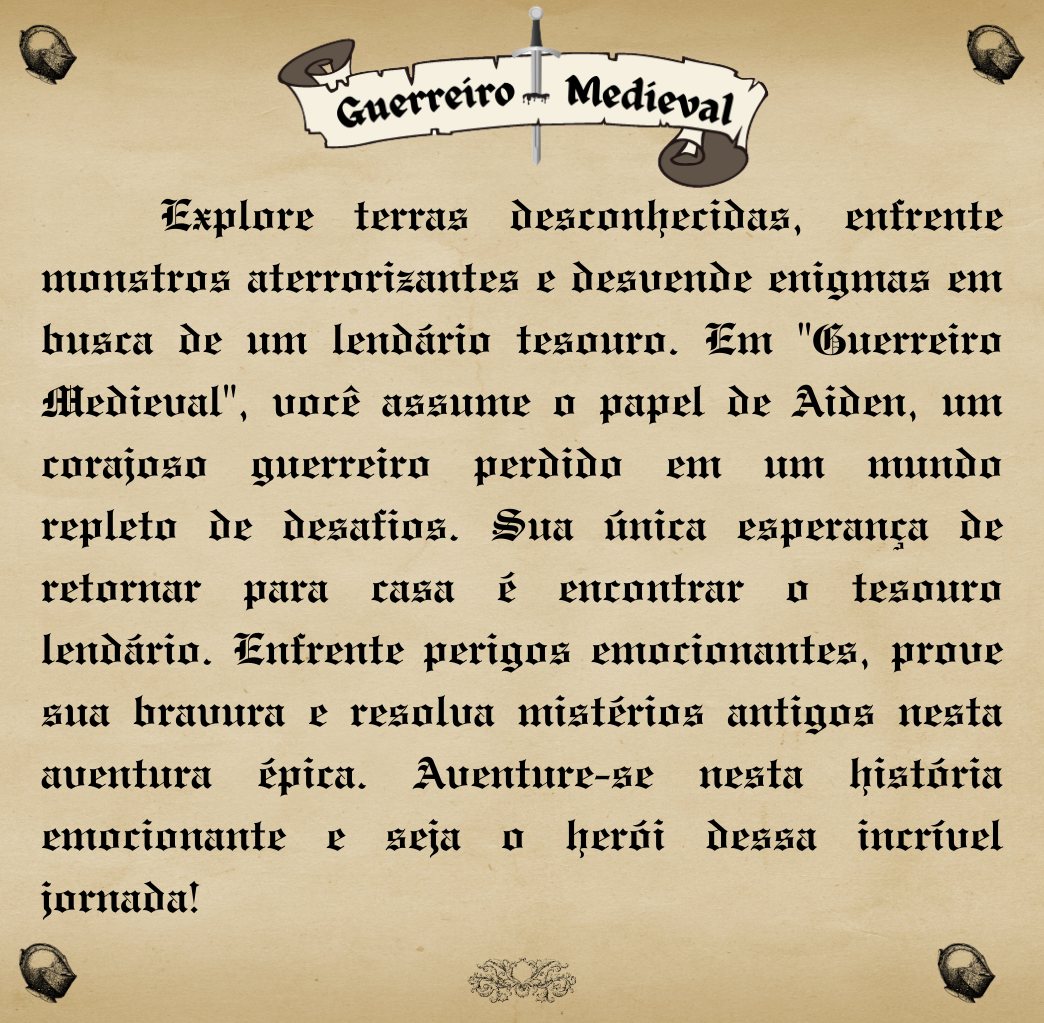 Guerreiro Medieval
Explore terras desconhecidas, enfrente
monstros aterrorizantes e desvende enigmas em
busca de um lendário tesouro. Em "Guerreiro
Medieval", você assume o papel de Aiden, um
corajoso guerreiro perdido em um mundo
repleto de desafios. Sua única esperança de
retornar para casa é encontrar o tesouro
lendário. Enfrente perigos emocionantes, prove
sua bravura e resolva mistérios antigos nesta
aventura épica. Aventure-se nesta história
emocionante e seja o herói dessa incrível
jornada!